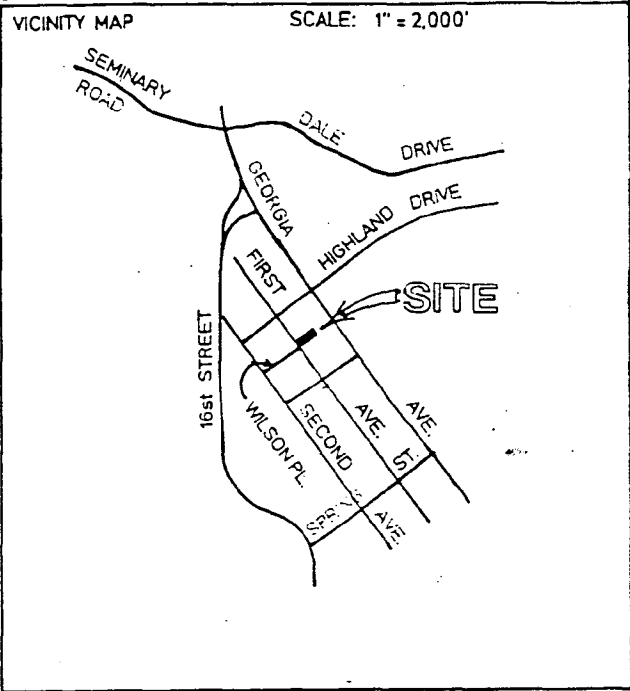 VICINITY MAP
SCALE: 1" = 2,000'
SEMINARY
ROAD
DALE
DRIVE
GEORGIA
HIGHLAND DRIVE
FIRST
SITE
16st STREET
WILSON PL.
SECOND
AVE.
AVE.
ST.
SPRING
AVE.